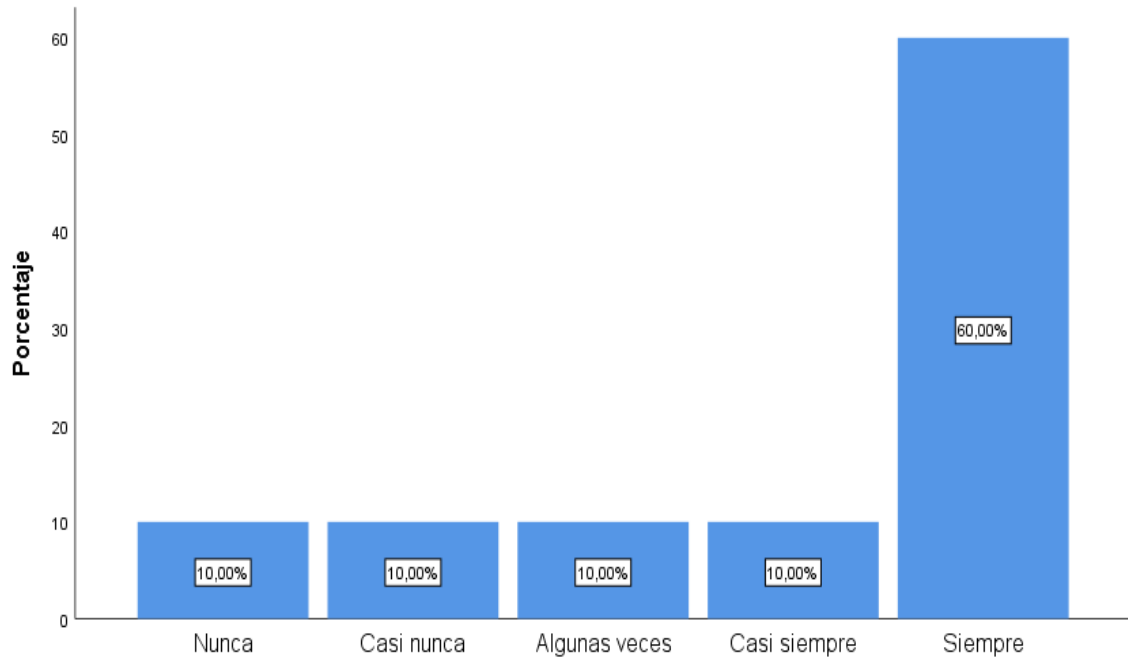 Porcentaje
60
50
40
30
20
10
0
10,00%
10,00%
10,00%
10,00%
60,00%
Nunca
Casi nunca
Algunas veces
Casi siempre
Siempre